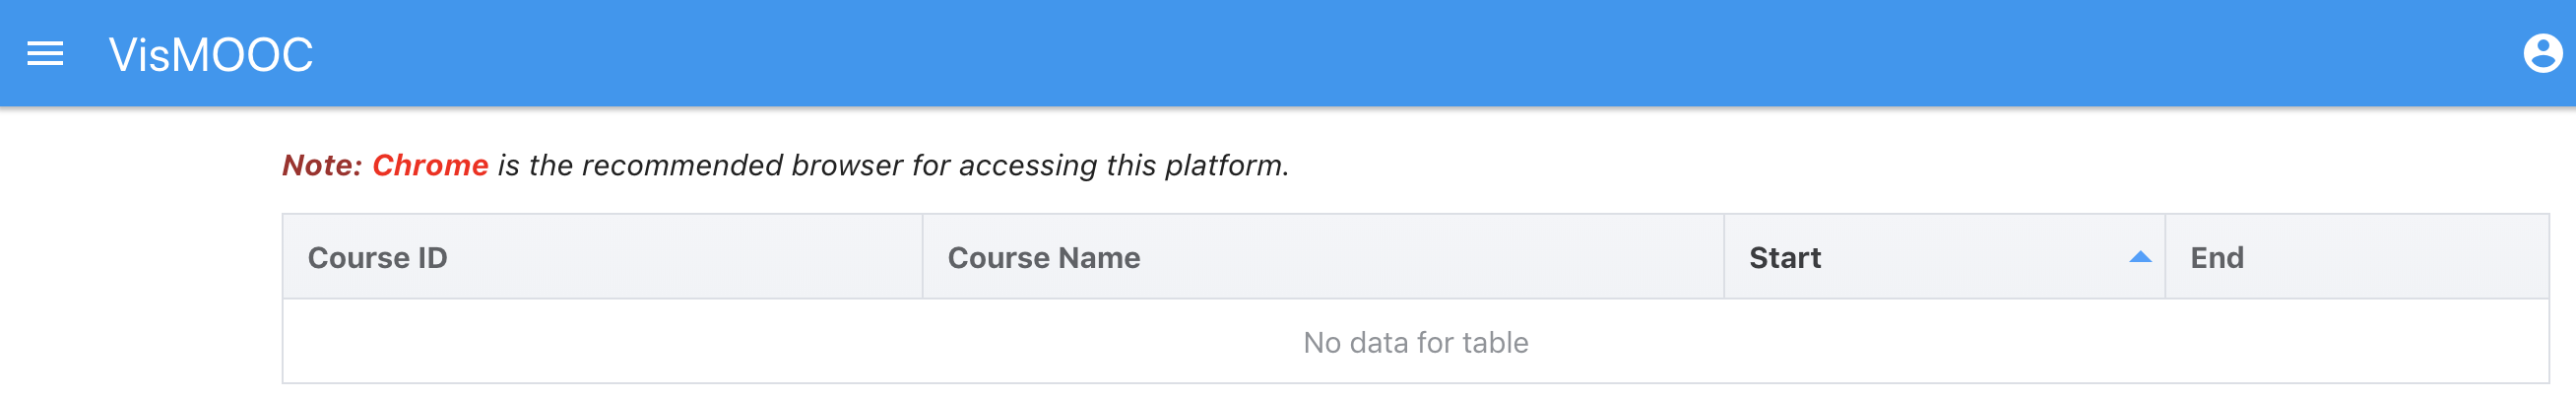 VisMOOC
Note: Chrome is the recommended browser for accessing this platform.
Course ID Course Name Start End
No data for table